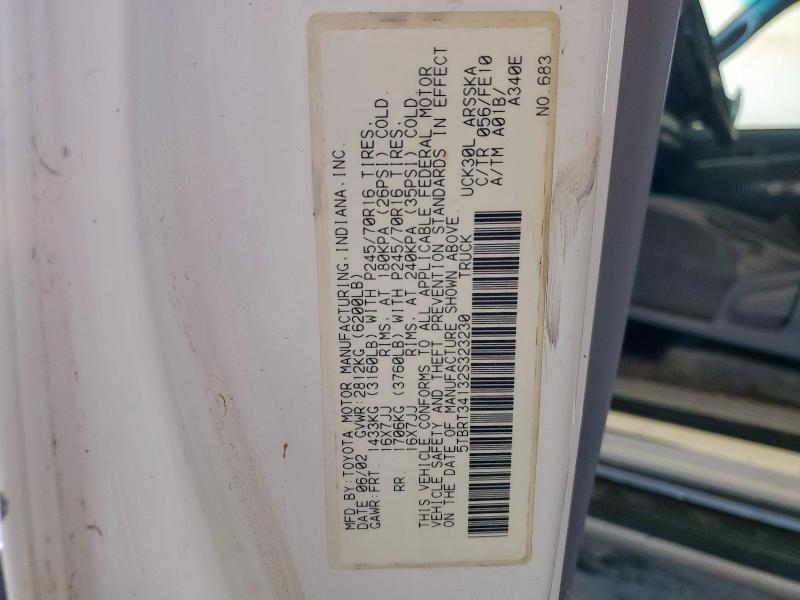 MFD.BY:TOYOTA MOTOR MANUFACTURING,INDIANA,INC.
DATE 06/02 GVWR:2812KG (6200LB)
GAWR:FRT. 1433KG (3160LB) WITH P245/70R16 TIRES,
16X7JJ RIMS, AT 180KPA (26PSI) COLD.
RR. 1706KG (3760LB) WITH P245/70R16 TIRES,
16X7JJ RIMS, AT 240KPA (35PSI) COLD.
THIS VEHICLE CONFORMS TO ALL APPLICABLE FEDERAL MOTOR
VEHICLE SAFETY AND THEFT PREVENTION STANDARDS IN EFFECT
ON THE DATE OF MANUFACTURE SHOWN ABOVE.
5TBRT34132S323230 TRUCK
UCK30L ARSSKA
C/TR 056/FE10
A/TM A01B/
A340E
NO.683